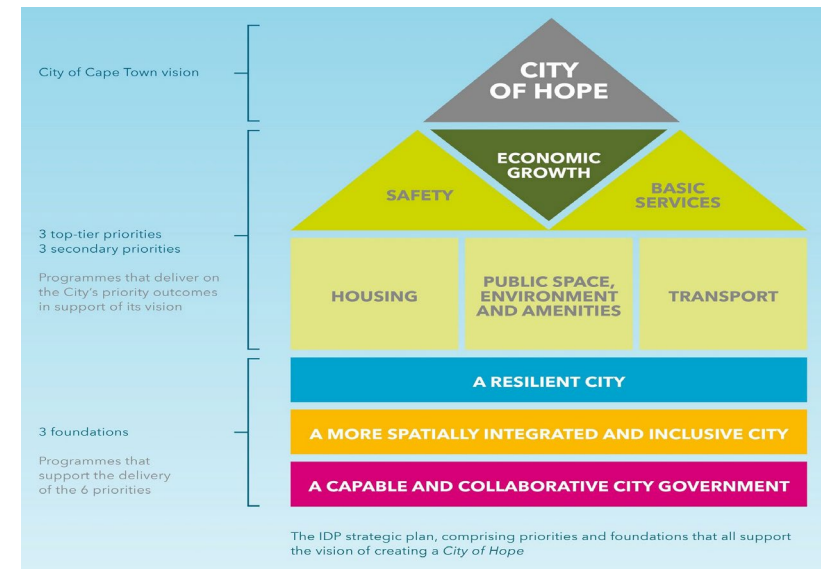 City of Cape Town vision
CITY
OF HOPE
ECONOMIC
GROWTH
SAFETY
BASIC
SERVICES
3 top-tier priorities
3 secondary priorities
Programmes that deliver on
the City's priority outcomes
in support of its vision
HOUSING
PUBLIC SPACE,
ENVIRONMENT
AND AMENITIES
TRANSPORT
A RESILIENT CITY
3 foundations
Programmes that
support the delivery
of the 6 priorities
A MORE SPATIALLY INTEGRATED AND INCLUSIVE CITY
A CAPABLE AND COLLABORATIVE CITY GOVERNMENT
The IDP strategic plan, comprising priorities and foundations that all support
the vision of creating a City of Hope